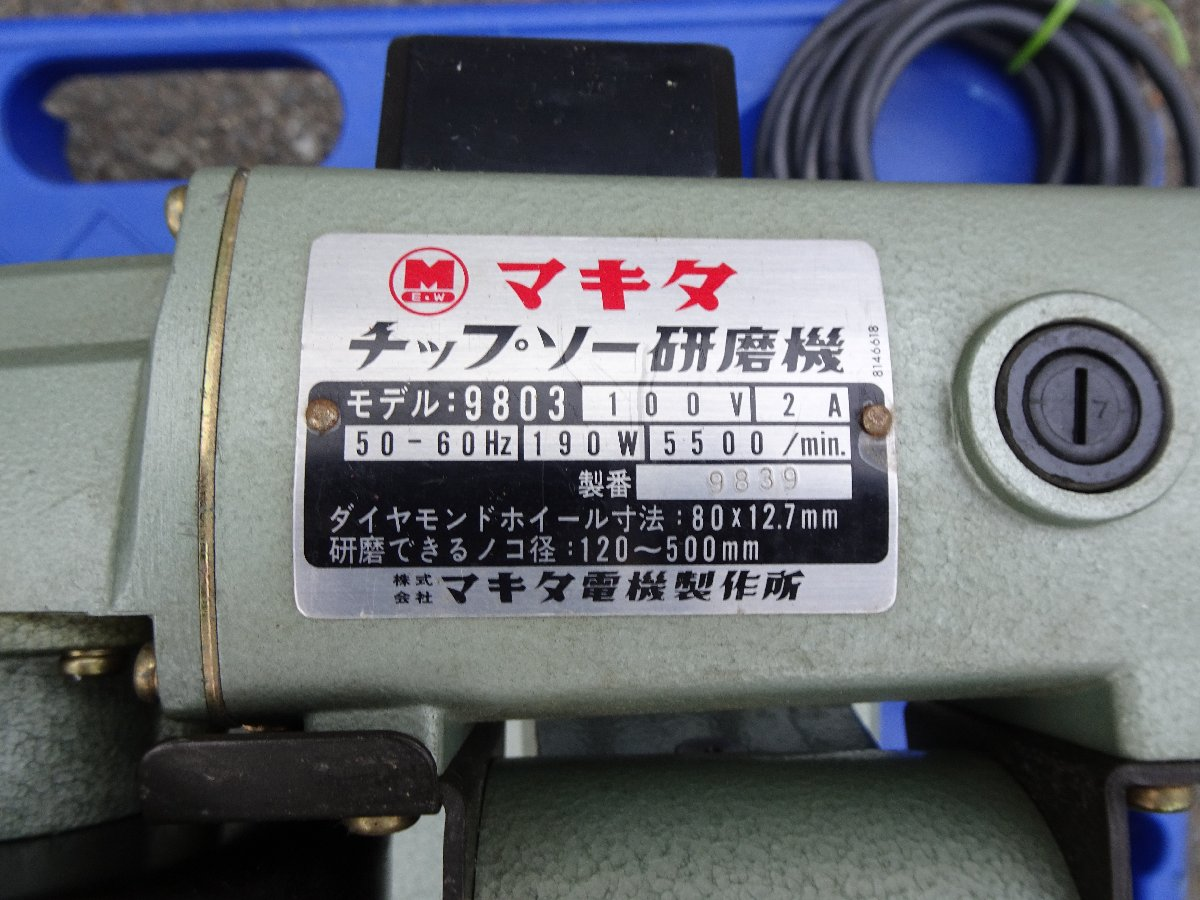 M E・W マキタ
チップ・ソー研磨機
8146618
モデル:9803 100V 2A
50-60Hz 190W 5500/min.
製番 9839
ダイヤモンドホイール寸法:80×12.7mm
研磨できるノコ径:120~500mm
株式会社 マキタ電機製作所
7